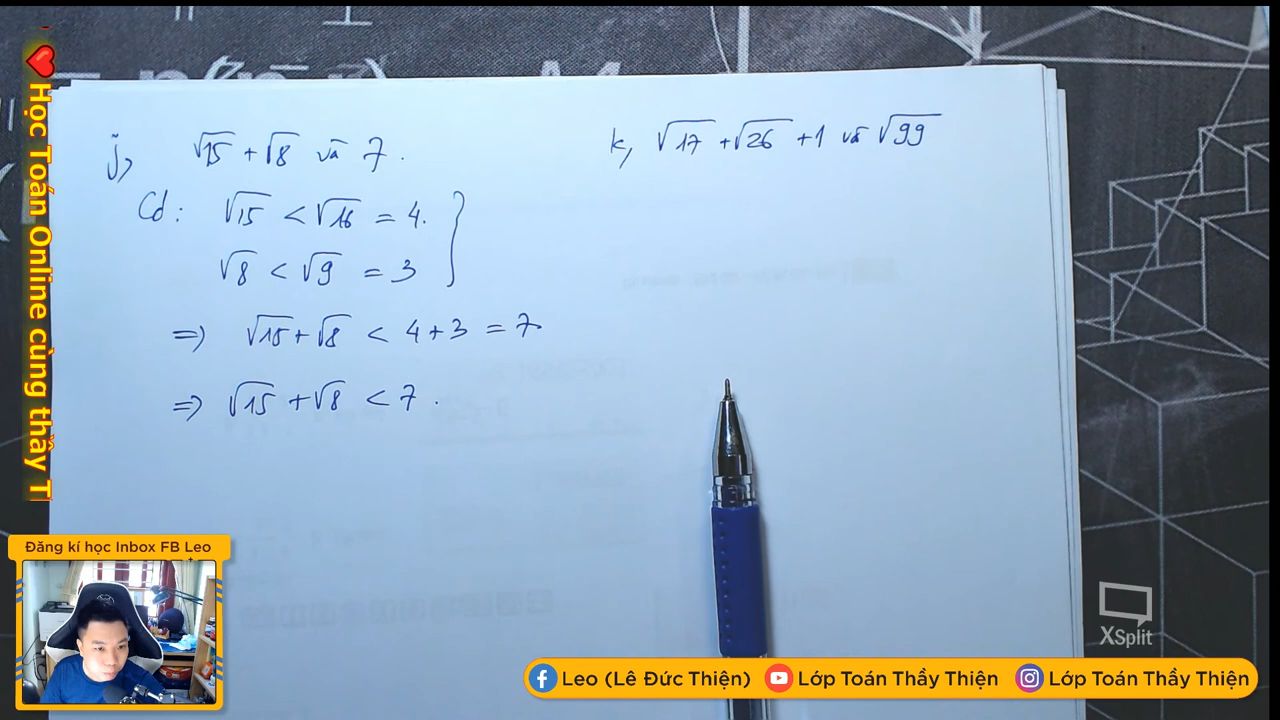 j, √15 + √8 và 7.
Cd: √15 < √16 = 4.
√8 < √9 = 3
=> √15 + √8 < 4 + 3 = 7
=> √15 + √8 < 7.
k, √17 + √26 + 1 và √99
Học Toán Online cùng thầy T
Đăng kí học Inbox FB Leo
XSplit
Leo (Lê Đức Thiện) Lớp Toán Thầy Thiện Lớp Toán Thầy Thiện